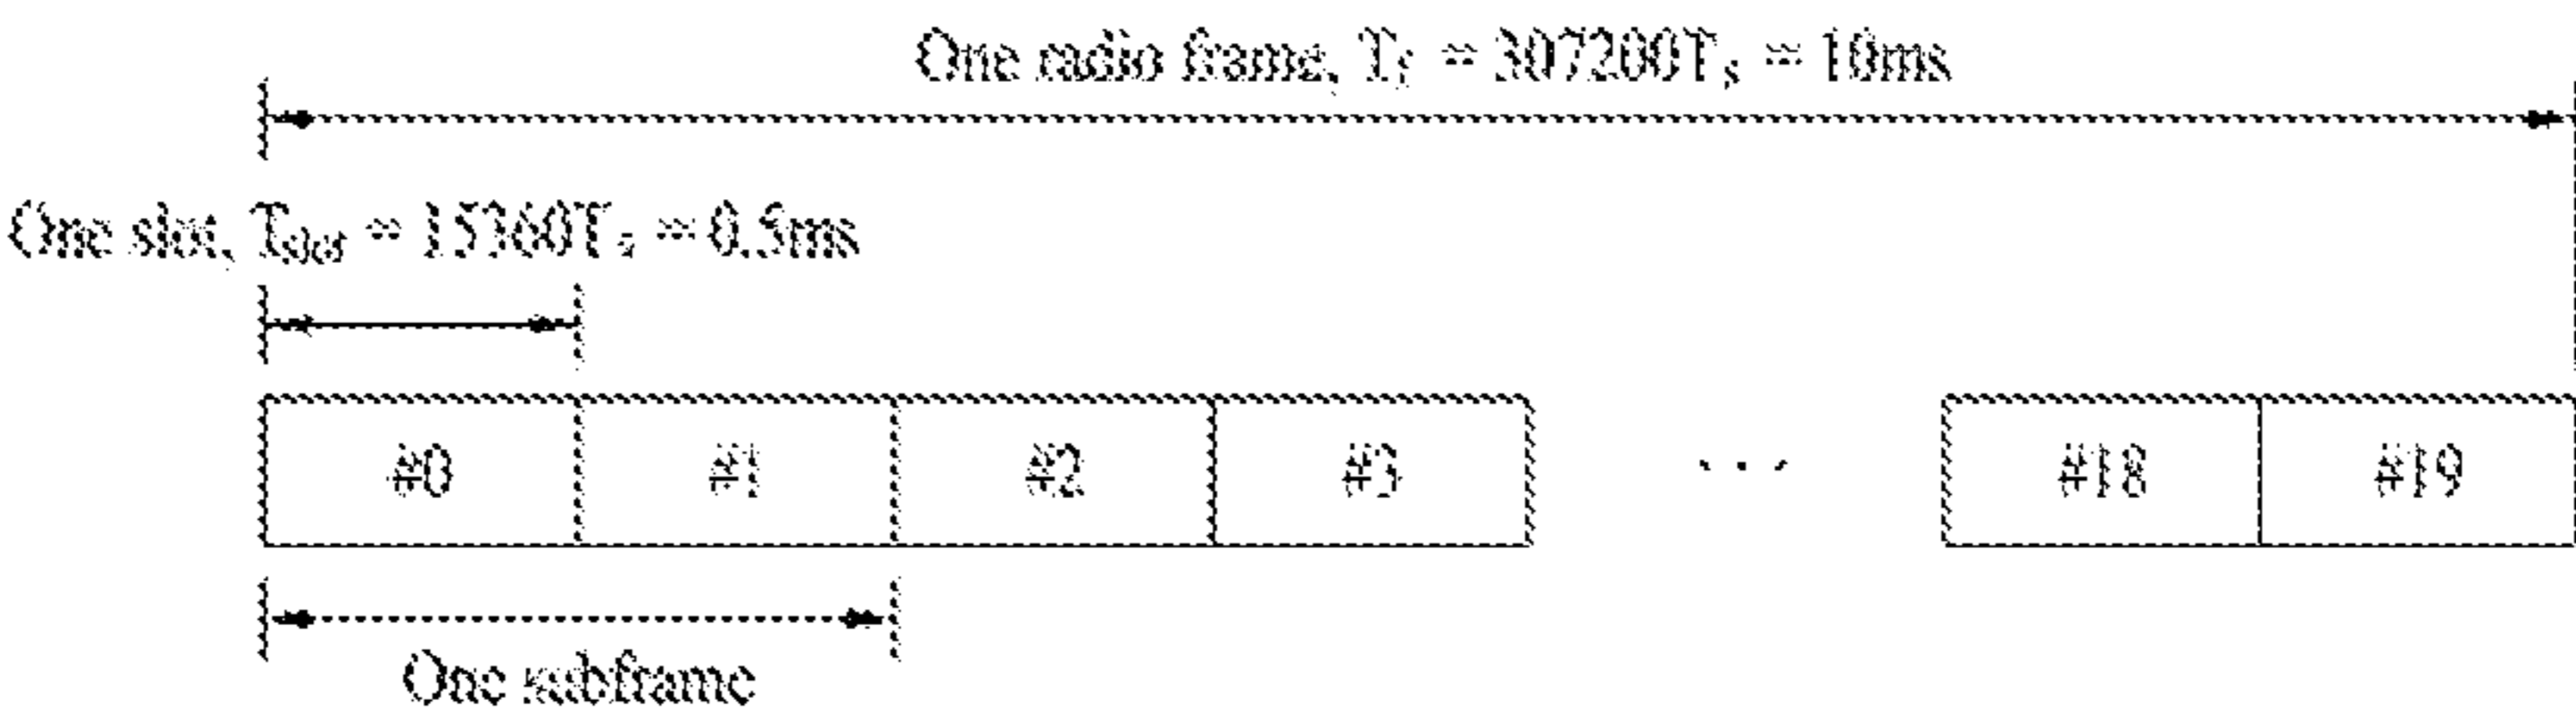 One radio frame, Tf = 307200Ts = 10ms
One slot, Tslot = 15360Ts = 0.5ms
#0 #1 #2 #3 ... #18 #19
One subframe